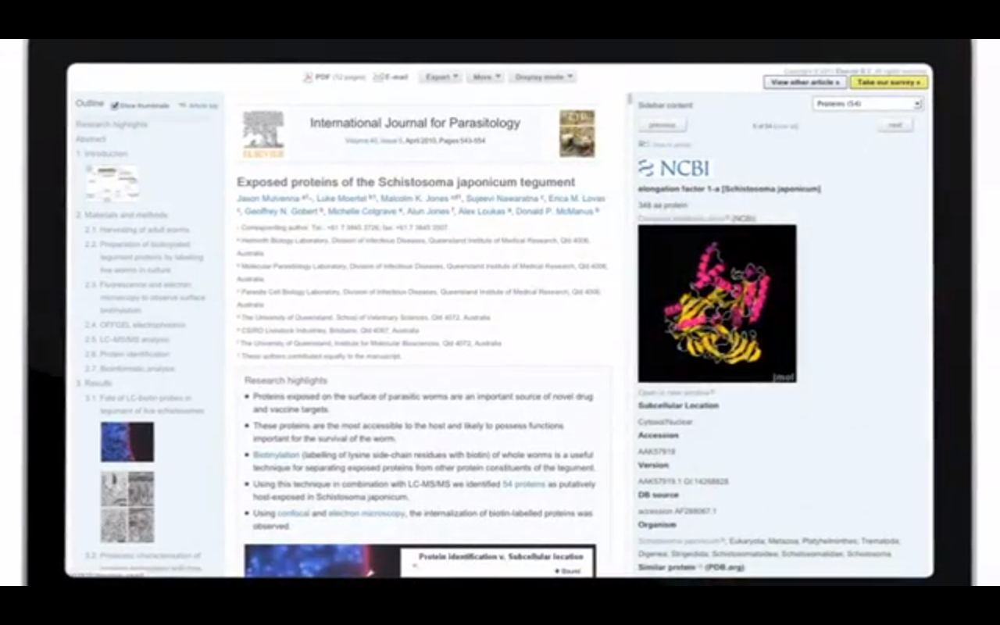 PDF (12 pages) E-mail Export More Display mode
View other article » Take our survey »
Outline Show thumbnails Article top
Research highlights
Abstract
1. Introduction
2. Materials and methods
2.1. Harvesting of adult worms
2.2. Preparation of biotinylated
tegument proteins by labelling
live worms in culture
2.3. Fluorescence and electron
microscopy to observe surface
biotinylation
2.4. OFFGEL electrophoresis
2.5. LC–MS/MS analysis
2.6. Protein identification
2.7. Bioinformatic analyses
3. Results
3.1. Fate of LC-biotin probes in
tegument of live schistosomes
3.2. Proteomic characterisation of
ELSEVIER
International Journal for Parasitology
Volume 40, Issue 5, April 2010, Pages 543-554
Exposed proteins of the Schistosoma japonicum tegument
Jason Mulvenna, Luke Moertel, Malcolm K. Jones, Sujeevi Nawaratna, Erica M. Lovas
, Geoffrey N. Gobert, Michelle Colgrave, Alun Jones, Alex Loukas, Donald P. McManus
Corresponding author. Tel.: +61 7 3845 3726; fax: +61 7 3845 3507.
Helminth Biology Laboratory, Division of Infectious Diseases, Queensland Institute of Medical Research, Qld 4006,
Australia
Molecular Parasitology Laboratory, Division of Infectious Diseases, Queensland Institute of Medical Research, Qld 4006,
Australia
Parasite Cell Biology Laboratory, Division of Infectious Diseases, Queensland Institute of Medical Research, Qld 4006,
Australia
The University of Queensland, School of Veterinary Sciences, Qld 4072, Australia
CSIRO Livestock Industries, Brisbane, Qld 4067, Australia
The University of Queensland, Institute for Molecular Biosciences, Qld 4072, Australia
These authors contributed equally to the manuscript.
Research highlights
• Proteins exposed on the surface of parasitic worms are an important source of novel drug
and vaccine targets.
• These proteins are the most accessible to the host and likely to possess functions
important for the survival of the worm.
• Biotinylation (labelling of lysine side-chain residues with biotin) of whole worms is a useful
technique for separating exposed proteins from other protein constituents of the tegument.
• Using this technique in combination with LC-MS/MS we identified 54 proteins as putatively
host-exposed in Schistosoma japonicum.
• Using confocal and electron microscopy, the internalization of biotin-labelled proteins was
observed.
Protein identification v. Subcellular location
Sidebar content Proteins (54)
previous next
NCBI
elongation factor 1-a [Schistosoma japonicum]
348 aa protein
(NCBI)
jmol
Open in new window
Subcellular Location
Cytosol/Nuclear
Accession
AAK57918
Version
DB source
accession AF288067.1
Organism
Schistosoma japonicum; Eukaryota; Metazoa; Platyhelminthes; Trematoda;
Digenea; Strigeidida; Schistosomatoidea; Schistosomatidae; Schistosoma
Similar protein (PDB.org)